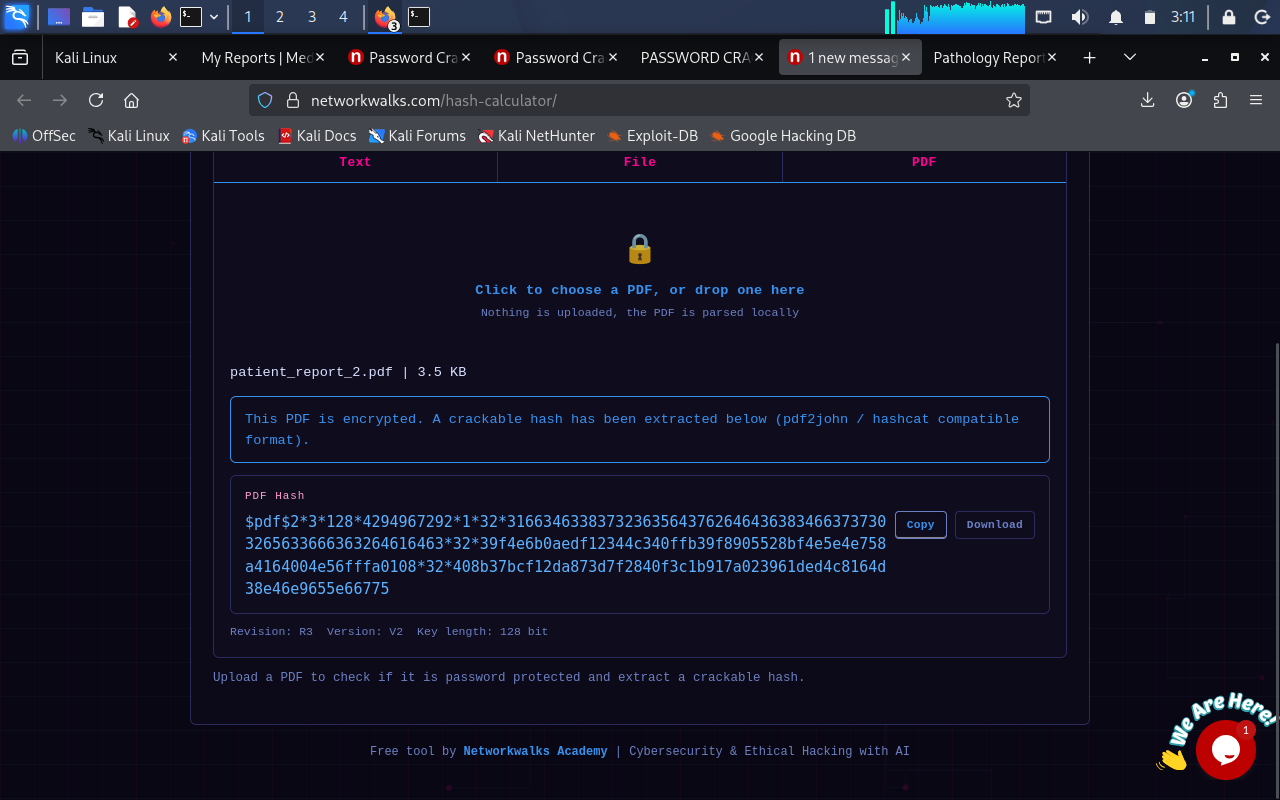 1
2
3
4
3
3:11
Kali Linux
My Reports | Med
Password Cra
Password Cra
PASSWORD CRA
1 new messag
Pathology Report
networkwalks.com/hash-calculator/
OffSec
Kali Linux
Kali Tools
Kali Docs
Kali Forums
Kali NetHunter
Exploit-DB
Google Hacking DB
Text
File
PDF
Click to choose a PDF, or drop one here
Nothing is uploaded, the PDF is parsed locally
patient_report_2.pdf | 3.5 KB
This PDF is encrypted. A crackable hash has been extracted below (pdf2john / hashcat compatible
format).
PDF Hash
$pdf$2*3*128*4294967292*1*32*31663463383732363564376264643638346637373730
3265633666363264616463*32*39f4e6b0aedf12344c340ffb39f8905528bf4e5e4e758
a4164004e56fffa0108*32*408b37bcf12da873d7f2840f3c1b917a023961ded4c8164d
38e46e9655e66775
Copy
Download
Revision: R3 Version: V2 Key length: 128 bit
Upload a PDF to check if it is password protected and extract a crackable hash.
Free tool by Networkwalks Academy | Cybersecurity & Ethical Hacking with AI
We Are Here!
1